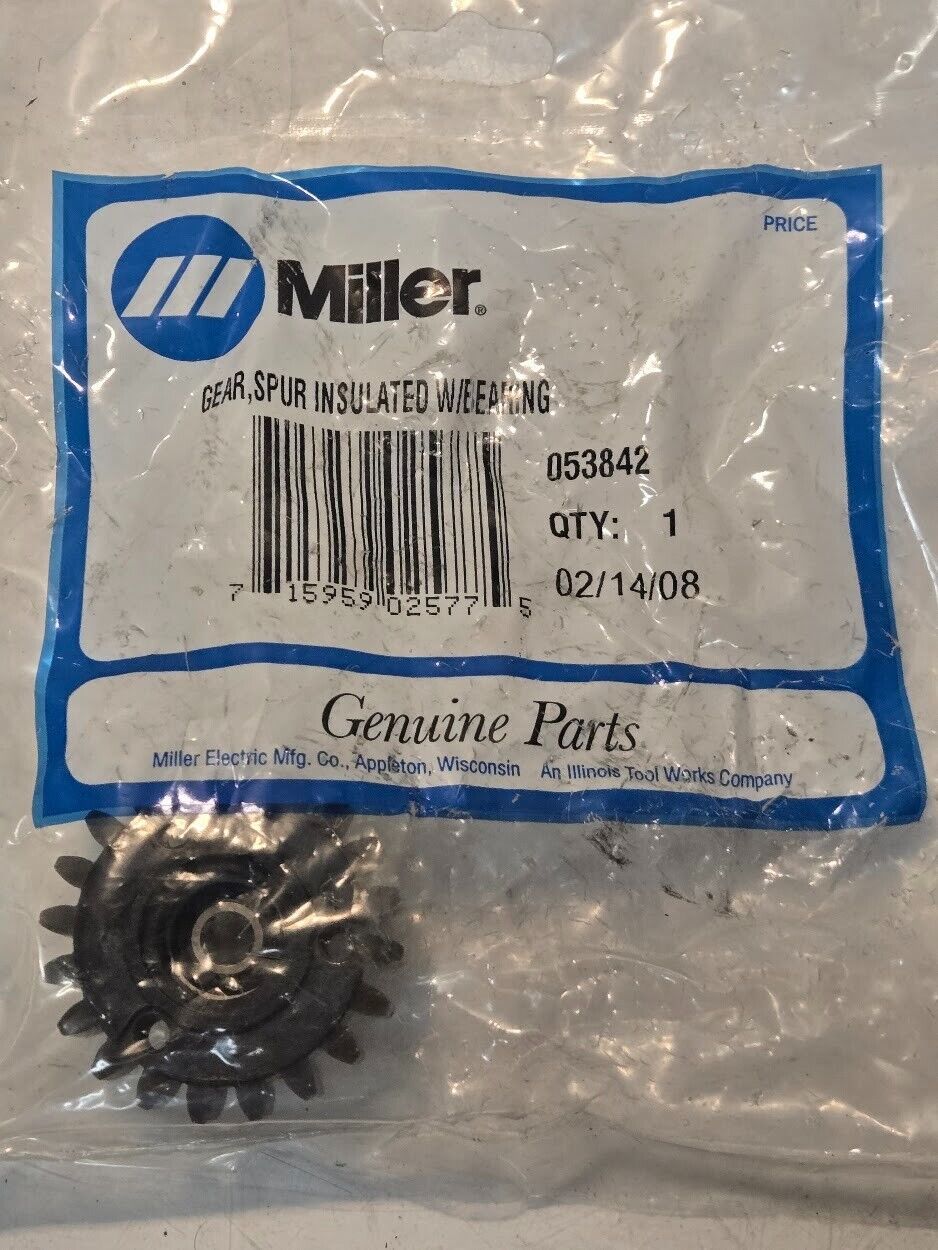 PRICE
Miller®
GEAR,SPUR INSULATED W/BEARING
053842
QTY: 1
02/14/08
7 15959 02577 5
Genuine Parts
Miller Electric Mfg. Co., Appleton, Wisconsin An Illinois Tool Works Company